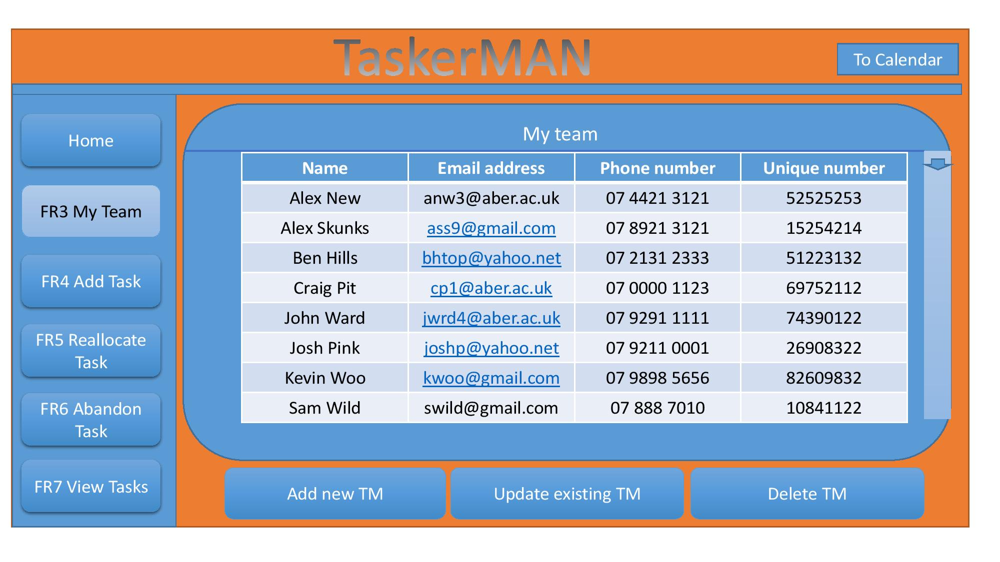 TaskerMAN
To Calendar
Home
FR3 My Team
FR4 Add Task
FR5 Reallocate
Task
FR6 Abandon
Task
FR7 View Tasks
My team
Name Email address Phone number Unique number
Alex New anw3@aber.ac.uk 07 4421 3121 52525253
Alex Skunks ass9@gmail.com 07 8921 3121 15254214
Ben Hills bhtop@yahoo.net 07 2131 2333 51223132
Craig Pit cp1@aber.ac.uk 07 0000 1123 69752112
John Ward jwrd4@aber.ac.uk 07 9291 1111 74390122
Josh Pink joshp@yahoo.net 07 9211 0001 26908322
Kevin Woo kwoo@gmail.com 07 9898 5656 82609832
Sam Wild swild@gmail.com 07 888 7010 10841122
Add new TM
Update existing TM
Delete TM